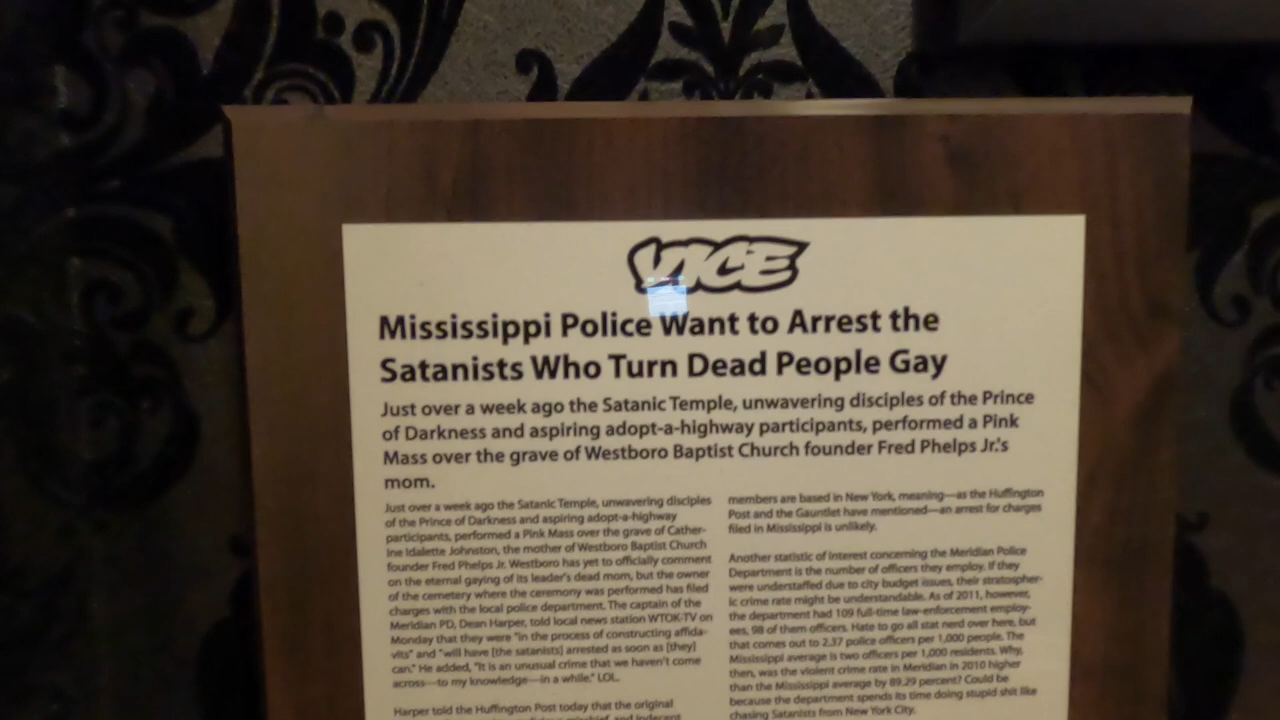 VICE
Mississippi Police Want to Arrest the
Satanists Who Turn Dead People Gay
Just over a week ago the Satanic Temple, unwavering disciples of the Prince
of Darkness and aspiring adopt-a-highway participants, performed a Pink
Mass over the grave of Westboro Baptist Church founder Fred Phelps Jr.'s
mom.
Just over a week ago the Satanic Temple, unwavering disciples
of the Prince of Darkness and aspiring adopt-a-highway
participants, performed a Pink Mass over the grave of Cather-
ine Idalette Johnston, the mother of Westboro Baptist Church
founder Fred Phelps Jr. Westboro has yet to officially comment
on the eternal gaying of its leader's dead mom, but the owner
of the cemetery where the ceremony was performed has filed
charges with the local police department. The captain of the
Meridian PD, Dean Harper, told local news station WTOK-TV on
Monday that they were "in the process of constructing affida-
vits" and "will have [the satanists] arrested as soon as [they]
can." He added, "It is an unusual crime that we haven't come
across—to my knowledge—in a while." LOL.
Harper told the Huffington Post today that the original
mischief, and indecent
members are based in New York, meaning—as the Huffington
Post and the Gauntlet have mentioned—an arrest for charges
filed in Mississippi is unlikely.
Another statistic of interest concerning the Meridian Police
Department is the number of officers they employ. If they
were understaffed due to city budget issues, their stratospher-
ic crime rate might be understandable. As of 2011, however,
the department had 109 full-time law-enforcement employ-
ees, 98 of them officers. Hate to go all stat nerd over here, but
that comes out to 2.37 police officers per 1,000 people. The
Mississippi average is two officers per 1,000 residents. Why,
then, was the violent crime rate in Meridian in 2010 higher
than the Mississippi average by 89.29 percent? Could be
because the department spends its time doing stupid shit like
chasing Satanists from New York City.